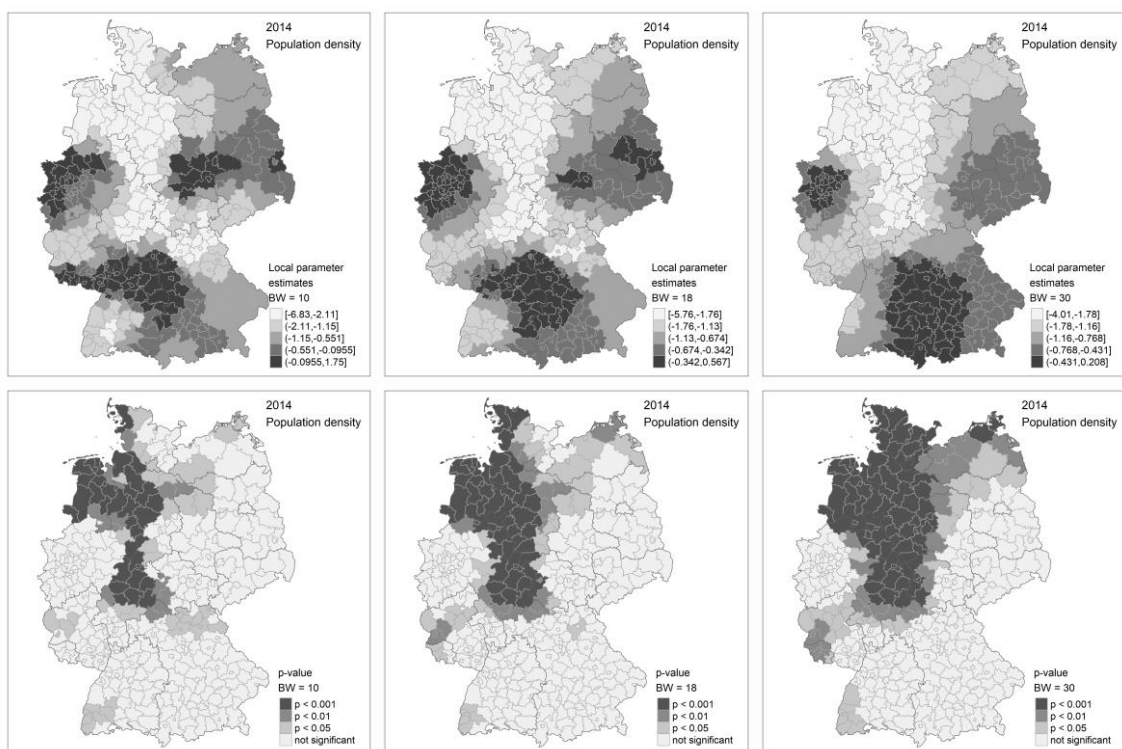 2014
Population density
Local parameter
estimates
BW = 10
[-6.83,-2.11]
(-2.11,-1.15]
(-1.15,-0.551]
(-0.551,-0.0955]
(-0.0955,1.75]
2014
Population density
Local parameter
estimates
BW = 18
[-5.76,-1.76]
(-1.76,-1.13]
(-1.13,-0.674]
(-0.674,-0.342]
(-0.342,0.567]
2014
Population density
Local parameter
estimates
BW = 30
[-4.01,-1.78]
(-1.78,-1.16]
(-1.16,-0.768]
(-0.768,-0.431]
(-0.431,0.208]
2014
Population density
p-value
BW = 10
p < 0.001
p < 0.01
p < 0.05
not significant
2014
Population density
p-value
BW = 18
p < 0.001
p < 0.01
p < 0.05
not significant
2014
Population density
p-value
BW = 30
p < 0.001
p < 0.01
p < 0.05
not significant